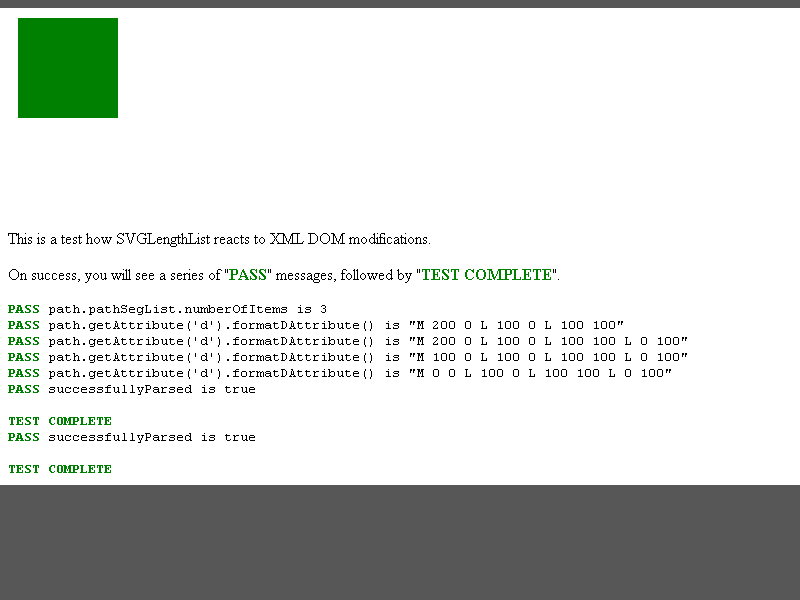 This is a test how SVGLengthList reacts to XML DOM modifications.
On success, you will see a series of "PASS" messages, followed by "TEST COMPLETE".
PASS path.pathSegList.numberOfItems is 3
PASS path.getAttribute('d').formatDAttribute() is "M 200 0 L 100 0 L 100 100"
PASS path.getAttribute('d').formatDAttribute() is "M 200 0 L 100 0 L 100 100 L 0 100"
PASS path.getAttribute('d').formatDAttribute() is "M 100 0 L 100 0 L 100 100 L 0 100"
PASS path.getAttribute('d').formatDAttribute() is "M 0 0 L 100 0 L 100 100 L 0 100"
PASS successfullyParsed is true
TEST COMPLETE
PASS successfullyParsed is true
TEST COMPLETE